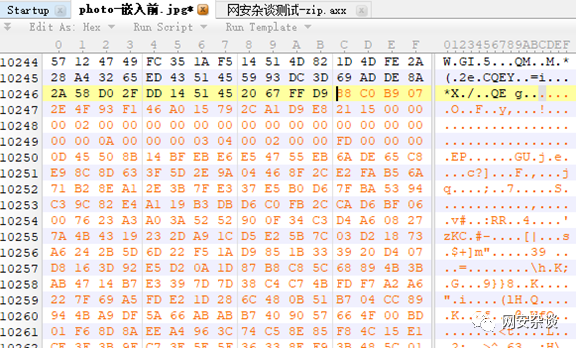 Startup photo-嵌入前.jpg* 网安杂谈测试-zip.axx
Edit As: Hex Run Script Run Template
0 1 2 3 4 5 6 7 8 9 A B C D E F 0123456789ABCDEF
10244 57 12 47 49 FC 35 1A F5 14 51 4D 82 1D 4D FE 2A W.GI.5...QM..M.*
10245 28 A4 32 65 ED 43 51 45 59 93 DC 3D 69 AD DE 8A (.2e.CQEY..=i...
10246 2A 58 D0 2F DD 14 51 45 20 67 FF D9 88 C0 B9 07 *X./..QE g......
10247 2E 4F 93 F1 46 A0 15 79 2C A1 D9 E8 21 15 00 00 .O..F..y,...!...
10248 00 02 00 00 00 00 00 00 00 00 00 00 00 00 00 00 ................
10249 00 00 0A 00 00 00 03 04 00 02 00 00 FD 00 00 00 ................
10250 0D 45 50 8B 14 BF EB E6 E5 47 55 EB 6A DE 65 C8 .EP......GU.j.e.
10251 E9 8C 8D 63 3F 5D 2E 9A 04 46 8F 2C E2 FA B5 6A ...c?]...F.,...j
10252 71 B2 8E A1 2E 3B 7F E3 37 E5 B0 D6 7F BA 53 94 q....;..7.....S.
10253 C3 9C 82 E4 A1 19 B3 DB D6 C0 FB 2C CA D6 BF 06 ...........,....
10254 00 76 23 A3 A0 3A 52 52 90 0F 34 C3 D4 A6 08 27 .v#..:RR..4....'
10255 7A 4B 43 19 23 2D A9 1C D5 E2 5B 7C 03 D2 18 73 zKC.#-....[|...s
10256 A6 24 2B 5D 6D 22 F5 1A D9 85 1B 33 39 20 D4 07 .$+]m".....39 ..
10257 D8 16 3D 92 E5 D2 0A 1D 87 B8 C8 5C 68 89 4B 3B ..=........\h.K;
10258 AB 47 14 B7 E3 39 7D 7D 38 C4 C7 4B FD F7 A2 A6 .G...9}}8..K....
10259 22 7F 69 A5 FD E2 1D 28 6C 48 0B 51 B7 04 CC 89 ".i....(lH.Q....
10260 94 4B A9 DF 5A 66 AB AB B7 40 90 57 66 4F 00 BD
10261 01 F6 8D 8A EE A4 96 3C 74 C5 8E 85 F8 4C 15 E1
网安杂谈